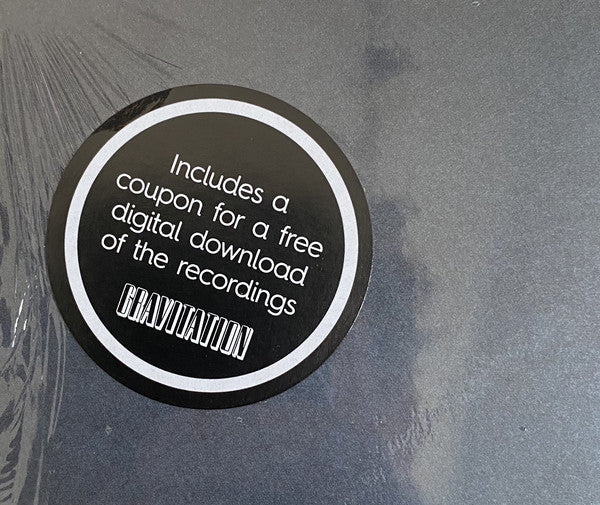 Includes a
coupon for a free
digital download
of the recordings
GRAVITATION